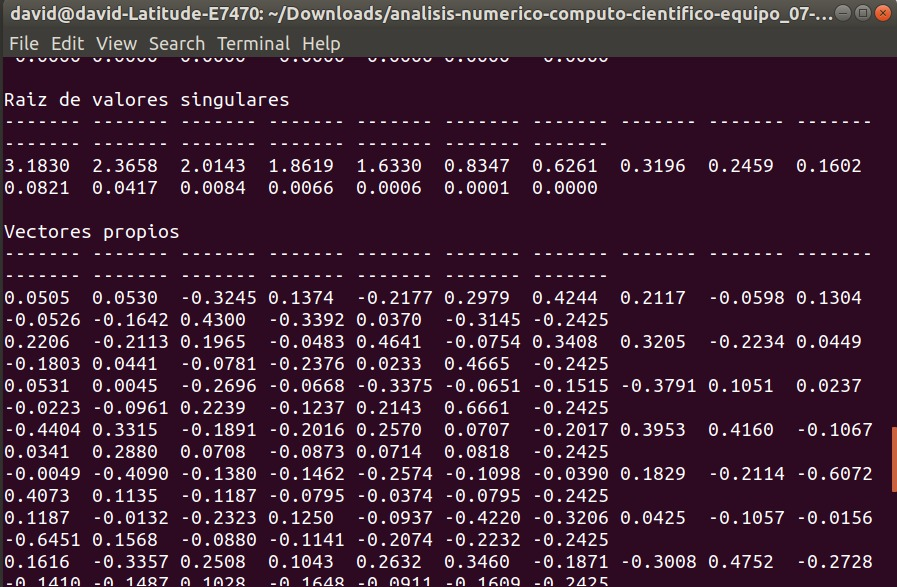 david@david-Latitude-E7470: ~/Downloads/analisis-numerico-computo-cientifico-equipo_07-...
File Edit View Search Terminal Help
Raiz de valores singulares
------- ------- ------- ------- ------- ------- ------- ------- ------- -------
------- ------- ------- ------- ------- ------- -------
3.1830 2.3658 2.0143 1.8619 1.6330 0.8347 0.6261 0.3196 0.2459 0.1602
0.0821 0.0417 0.0084 0.0066 0.0006 0.0001 0.0000
Vectores propios
------- ------- ------- ------- ------- ------- ------- ------- ------- -------
------- ------- ------- ------- ------- ------- -------
0.0505 0.0530 -0.3245 0.1374 -0.2177 0.2979 0.4244 0.2117 -0.0598 0.1304
-0.0526 -0.1642 0.4300 -0.3392 0.0370 -0.3145 -0.2425
0.2206 -0.2113 0.1965 -0.0483 0.4641 -0.0754 0.3408 0.3205 -0.2234 0.0449
-0.1803 0.0441 -0.0781 -0.2376 0.0233 0.4665 -0.2425
0.0531 0.0045 -0.2696 -0.0668 -0.3375 -0.0651 -0.1515 -0.3791 0.1051 0.0237
-0.0223 -0.0961 0.2239 -0.1237 0.2143 0.6661 -0.2425
-0.4404 0.3315 -0.1891 -0.2016 0.2570 0.0707 -0.2017 0.3953 0.4160 -0.1067
0.0341 0.2880 0.0708 -0.0873 0.0714 0.0818 -0.2425
-0.0049 -0.4090 -0.1380 -0.1462 -0.2574 -0.1098 -0.0390 0.1829 -0.2114 -0.6072
0.4073 0.1135 -0.1187 -0.0795 -0.0374 -0.0795 -0.2425
0.1187 -0.0132 -0.2323 0.1250 -0.0937 -0.4220 -0.3206 0.0425 -0.1057 -0.0156
-0.6451 0.1568 -0.0880 -0.1141 -0.2074 -0.2232 -0.2425
0.1616 -0.3357 0.2508 0.1043 0.2632 0.3460 -0.1871 -0.3008 0.4752 -0.2728
-0.1410 -0.1487 0.1028 -0.1648 -0.0911 -0.1609 -0.2425